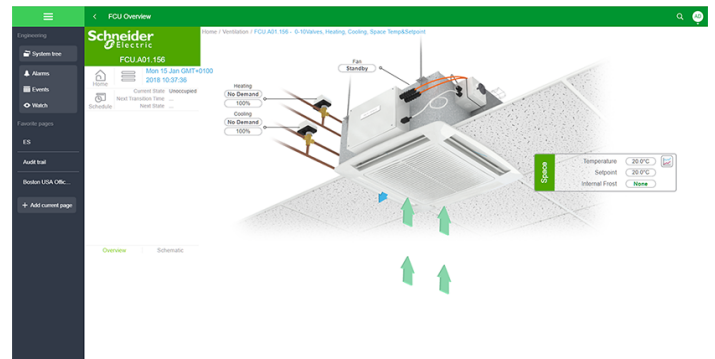 FCU Overview
AD
Engineering
System tree
Alarms
Events
Watch
Favorite pages
ES
Audit trail
Boston USA Offic...
+ Add current page
Schneider
Electric
FCU.A01.156
Home / Ventilation / FCU.A01.156 - 0-10Valves, Heating, Cooling, Space Temp&Setpoint
Home
Mon 15 Jan GMT+0100
2018 10:37:36
Schedule
Current State Unoccupied
Next Transition Time ...
Next State ...
Overview
Schematic
Fan
Standby
Heating
No Demand
100%
Cooling
No Demand
100%
Space
Temperature 20.0°C
Setpoint 20.0°C
Internal Frost None